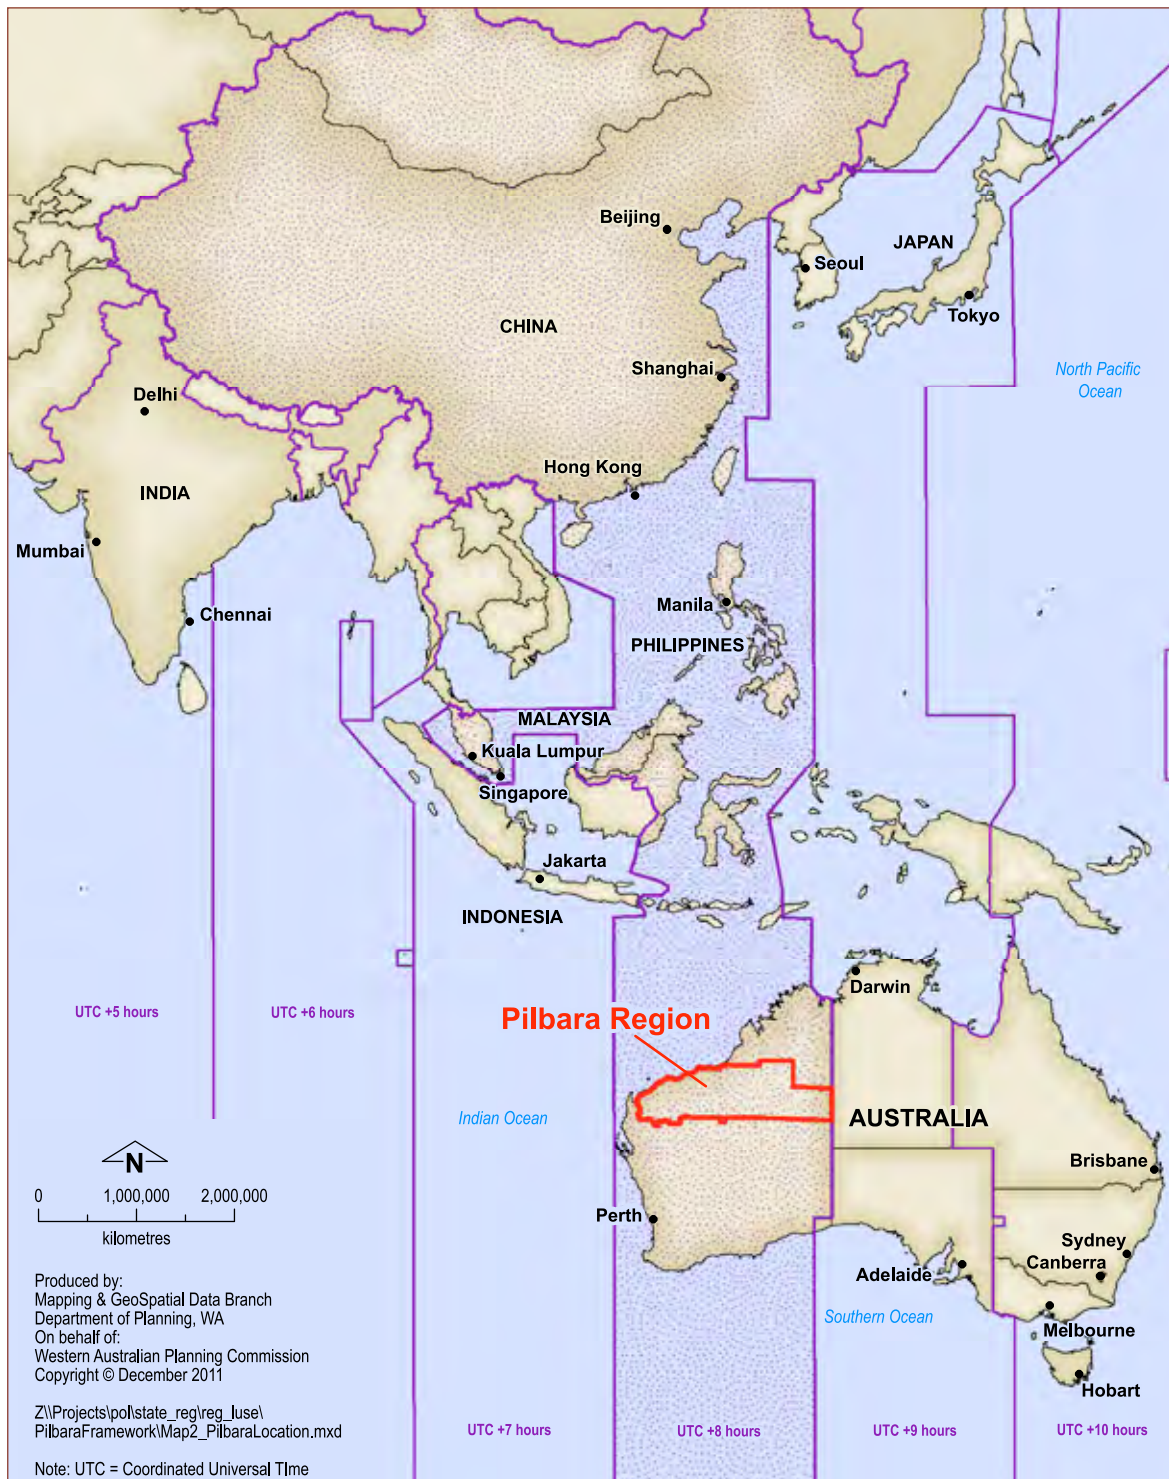 Beijing
Seoul
JAPAN
Tokyo
CHINA
Shanghai
North Pacific
Ocean
Delhi
Hong Kong
INDIA
Mumbai
Chennai
Manila
PHILIPPINES
MALAYSIA
Kuala Lumpur
Singapore
Jakarta
INDONESIA
Darwin
UTC +5 hours
UTC +6 hours
Pilbara Region
Indian Ocean
AUSTRALIA
Brisbane
N
0 1,000,000 2,000,000
kilometres
Perth
Sydney
Canberra
Adelaide
Southern Ocean
Melbourne
Hobart
Produced by:
Mapping & GeoSpatial Data Branch
Department of Planning, WA
On behalf of:
Western Australian Planning Commission
Copyright © December 2011
Z\\Projects\pol\state_reg\reg_luse\
PilbaraFramework\Map2_PilbaraLocation.mxd
UTC +7 hours
UTC +8 hours
UTC +9 hours
UTC +10 hours
Note: UTC = Coordinated Universal TIme